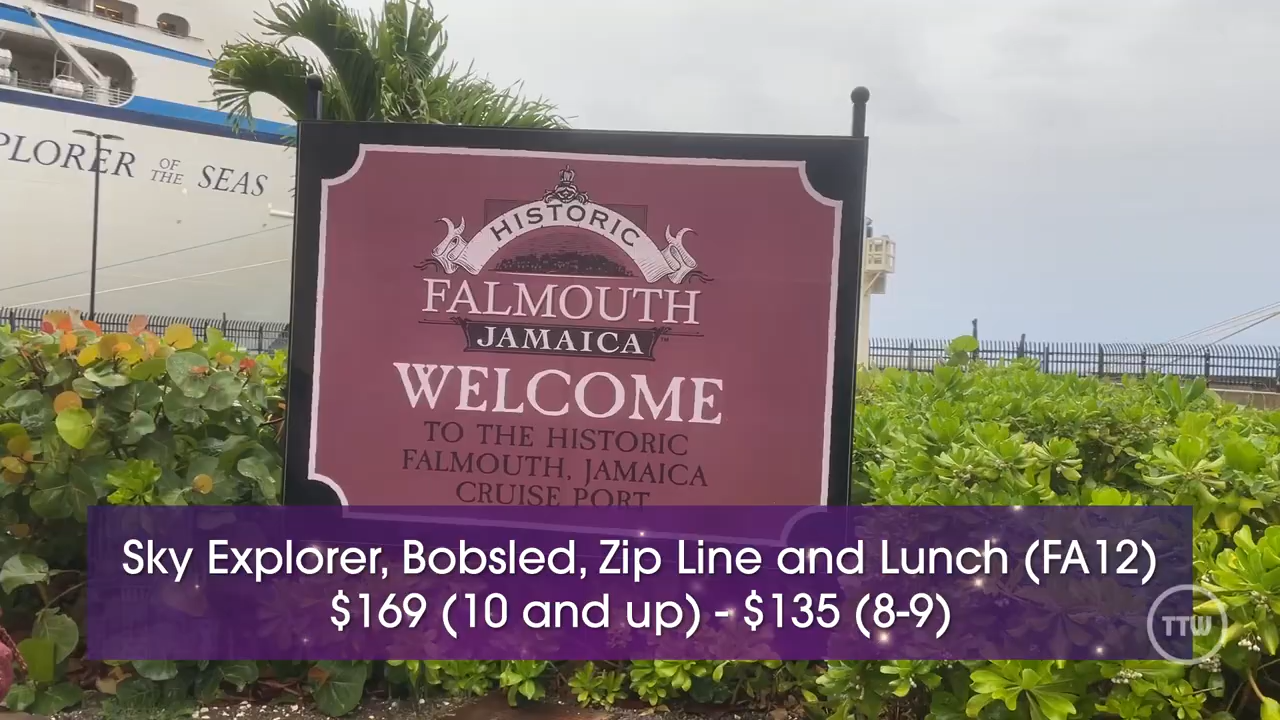 PLORER OF THE SEAS
HISTORIC
FALMOUTH
JAMAICA
WELCOME
TO THE HISTORIC
FALMOUTH, JAMAICA
CRUISE PORT
Sky Explorer, Bobsled, Zip Line and Lunch (FA12)
$169 (10 and up) - $135 (8-9)
TTW